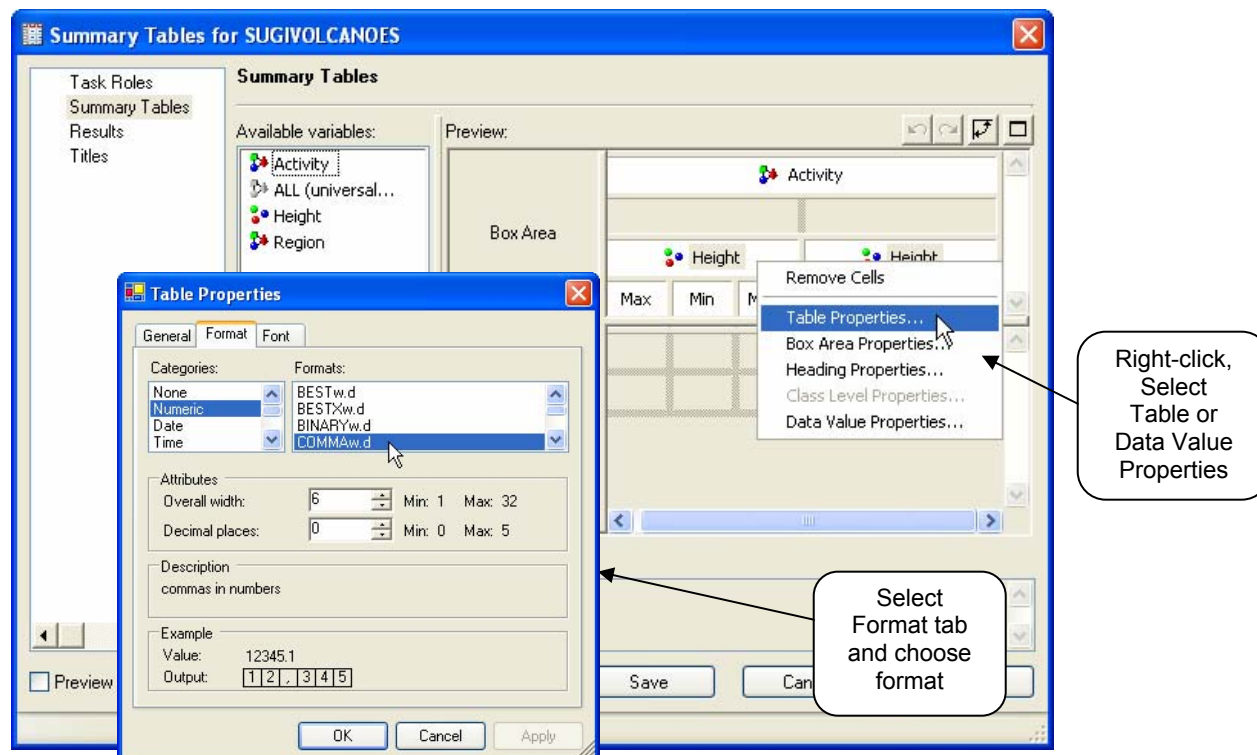 Summary Tables for SUGIVOLCANOES
Task Roles
Summary Tables
Results
Titles
Summary Tables
Available variables:
Activity
ALL (universal...
Height
Region
Preview:
Activity
Box Area
Height
Height
Max
Min
Remove Cells
Table Properties...
Box Area Properties...
Heading Properties...
Class Level Properties...
Data Value Properties...
Right-click,
Select
Table or
Data Value
Properties
Table Properties
General
Format
Font
Categories:
Formats:
None
Numeric
Date
Time
BESTw.d
BESTXw.d
BINARYw.d
COMMAw.d
Attributes
Overall width:
6
Min: 1 Max: 32
Decimal places:
0
Min: 0 Max: 5
Description
commas in numbers
Example
Value: 12345.1
Output: 12,345
OK
Cancel
Apply
Select
Format tab
and choose
format
Preview
Save
Can